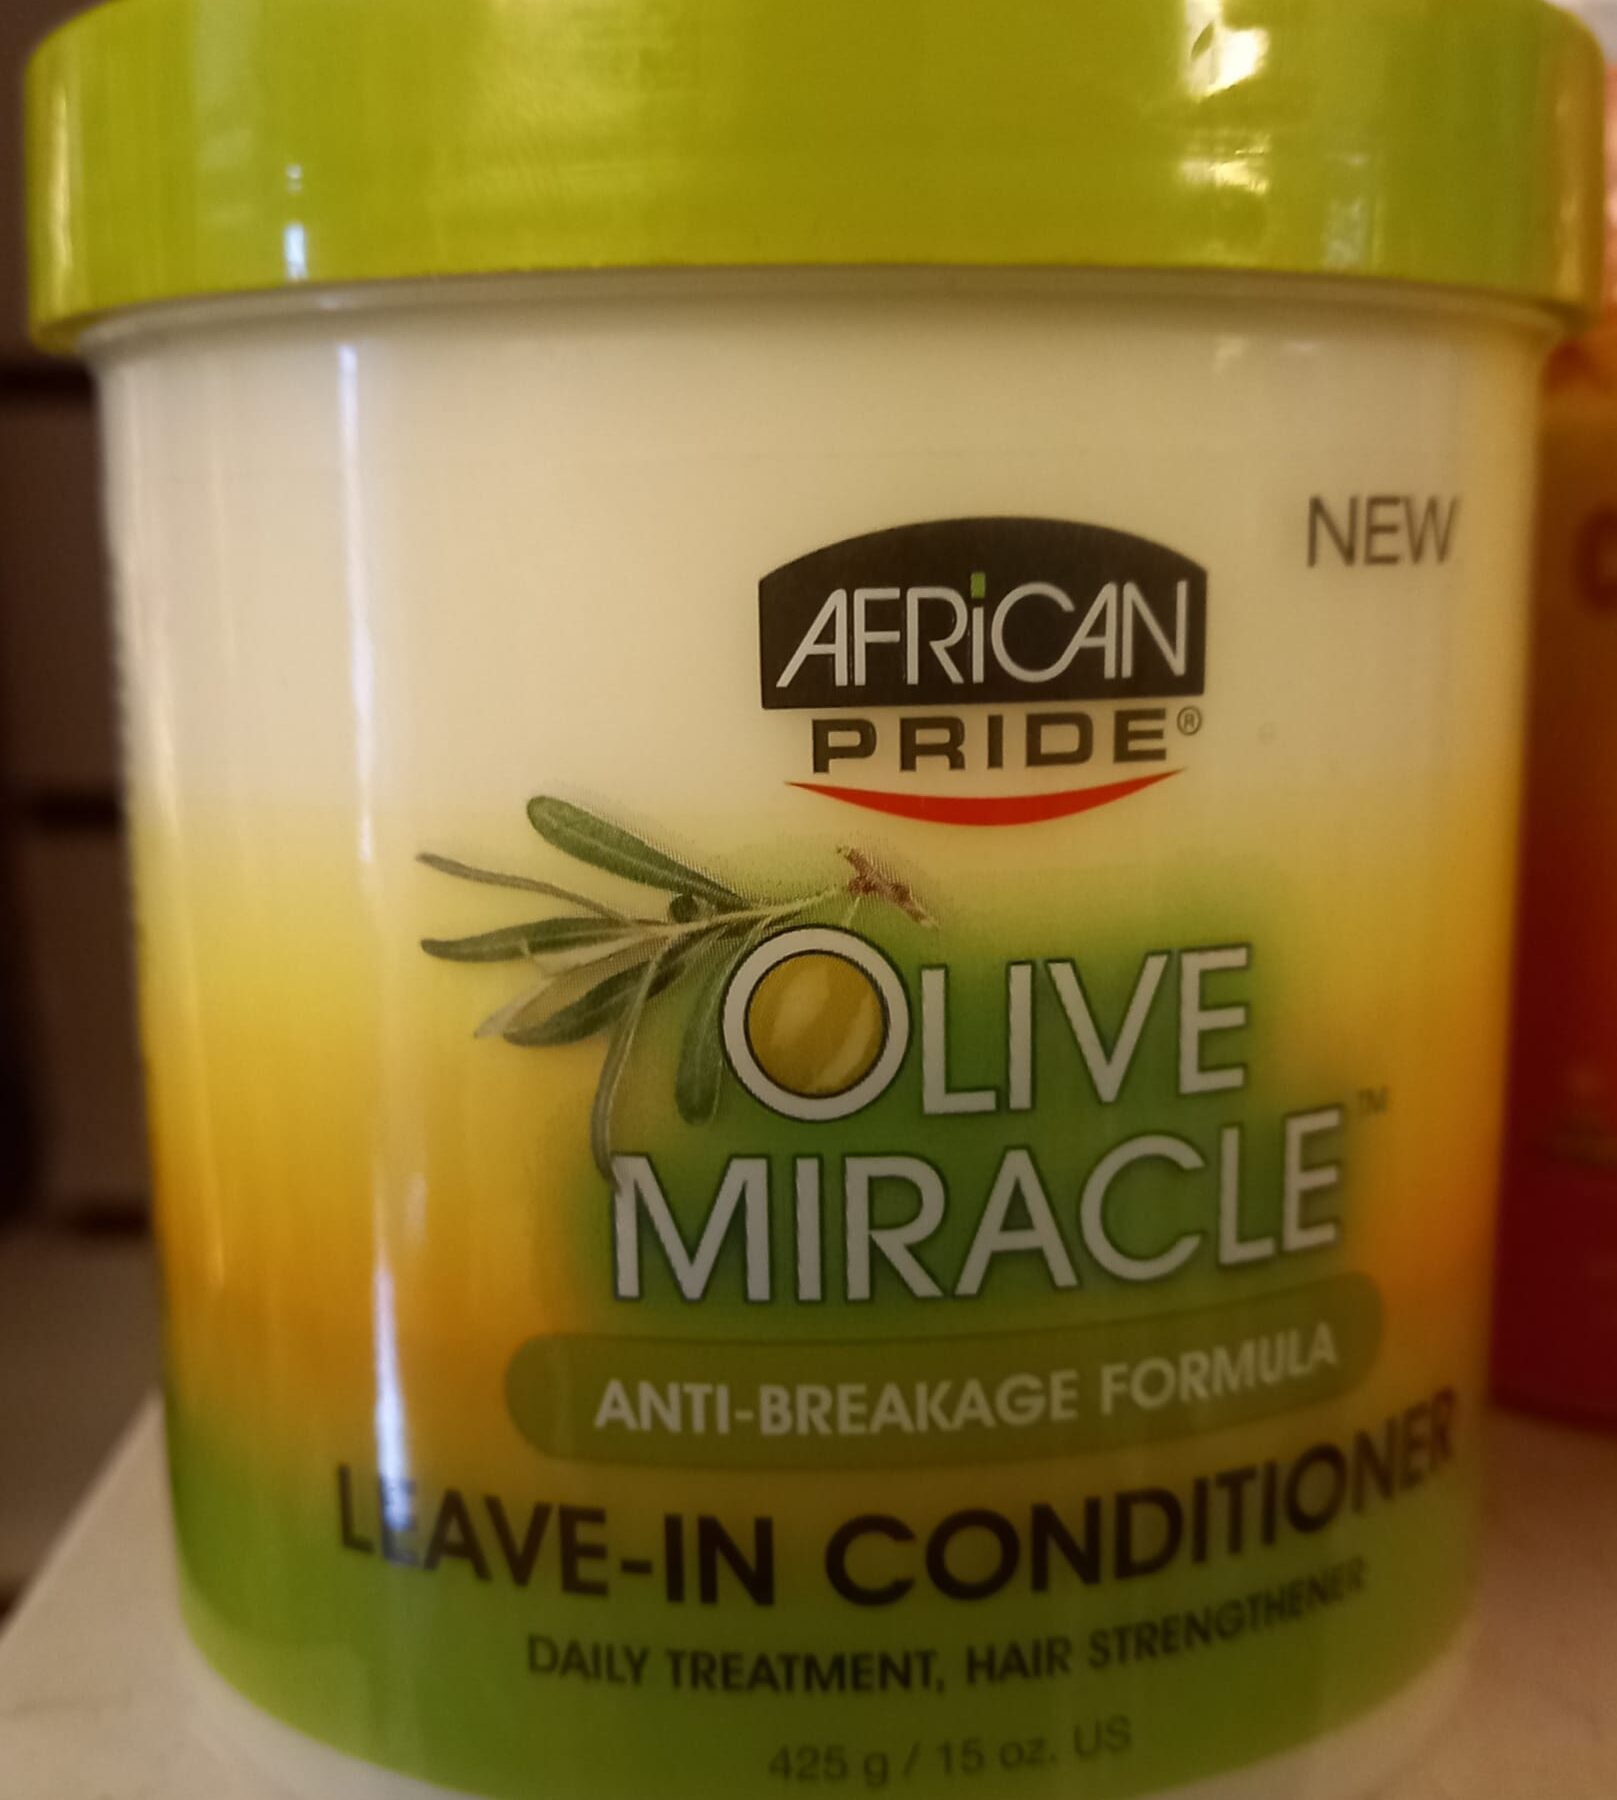 NEW
AFRiCAN
PRIDE®
OLIVE
MIRACLE™
ANTI-BREAKAGE FORMULA
LEAVE-IN CONDITIONER
DAILY TREATMENT, HAIR STRENGTHENER
425 g / 15 oz. US